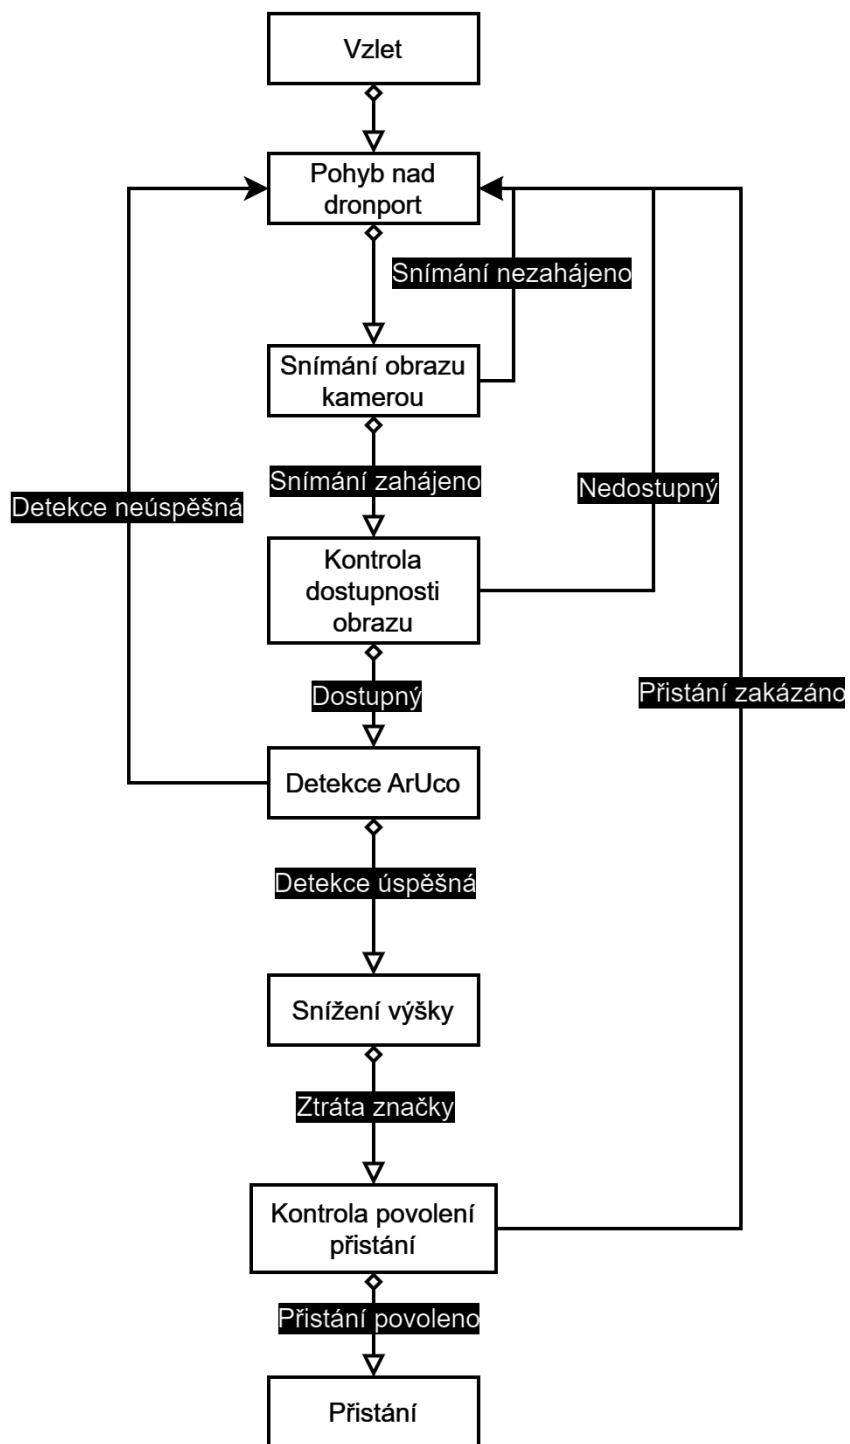 Vzlet
Pohyb nad
dronport
Snímání nezahájeno
Snímání obrazu
kamerou
Snímání zahájeno
Nedostupný
Detekce neúspěšná
Kontrola
dostupnosti
obrazu
Dostupný
Přistání zakázáno
Detekce ArUco
Detekce úspěšná
Snížení výšky
Ztráta značky
Kontrola povolení
přistání
Přistání povoleno
Přistání